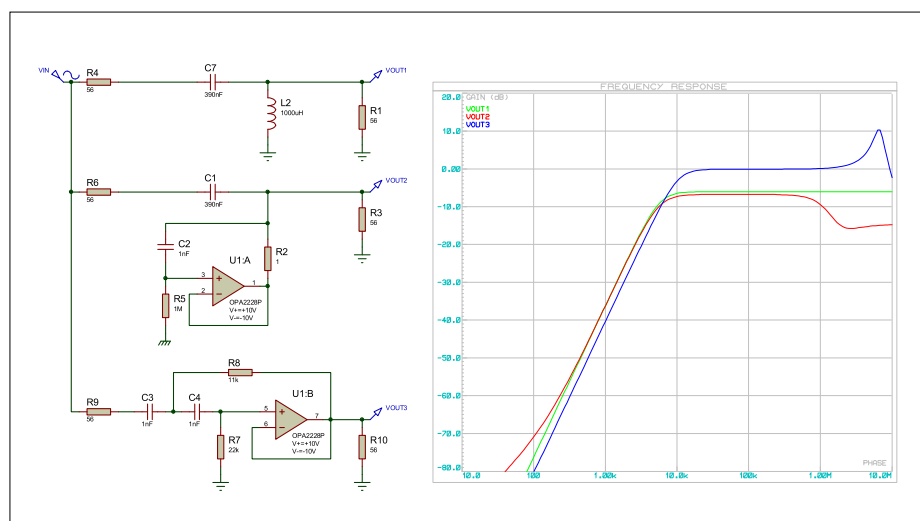 VIN
R4
56
C7
390nF
VOUT1
L2
1000uH
R1
56
R6
56
C1
390nF
VOUT2
R3
56
C2
1nF
R2
1
U1:A
3
2
1
OPA2228P
V+=+10V
V-=-10V
R5
1M
R8
11k
U1:B
R9
56
C3
1nF
C4
1nF
5
6
7
VOUT3
OPA2228P
V+=+10V
V-=-10V
R7
22k
R10
56
FREQUENCY RESPONSE
GAIN (dB)
VOUT1
VOUT2
VOUT3
20.0
10.0
0.00
-10.0
-20.0
-30.0
-40.0
-50.0
-60.0
-70.0
-80.0
PHASE
10.0
100
1.00k
10.0k
100k
1.00M
10.0M